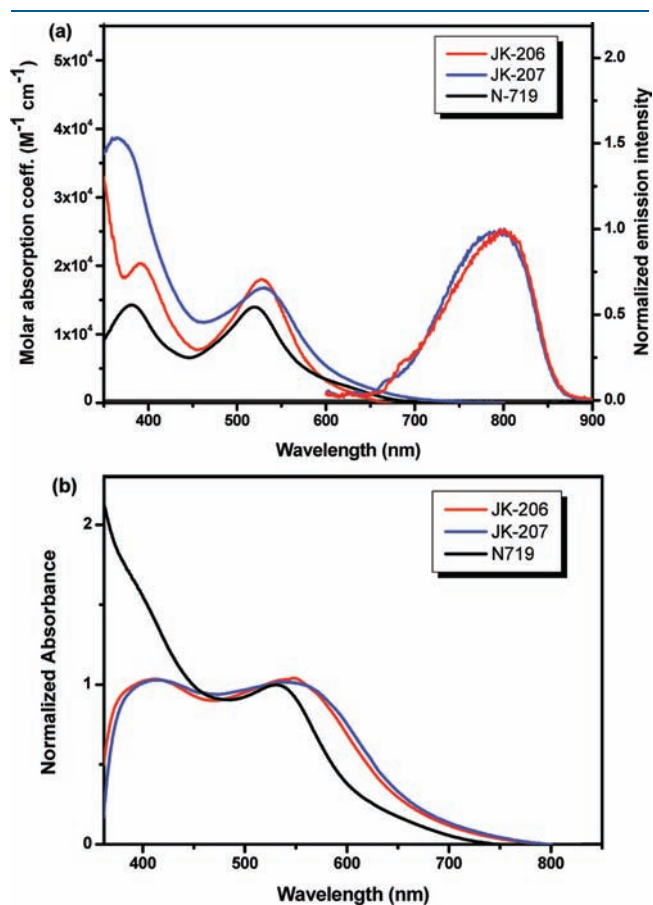 (a)
JK-206
JK-207
N-719
Molar absorption coeff. (M⁻¹ cm⁻¹)
5x10⁴
4x10⁴
3x10⁴
2x10⁴
1x10⁴
0
Normalized emission intensity
2.0
1.5
1.0
0.5
0.0
400 500 600 700 800 900
Wavelength (nm)
(b)
JK-206
JK-207
N719
Normalized Absorbance
2
1
0
400 500 600 700 800
Wavelength (nm)